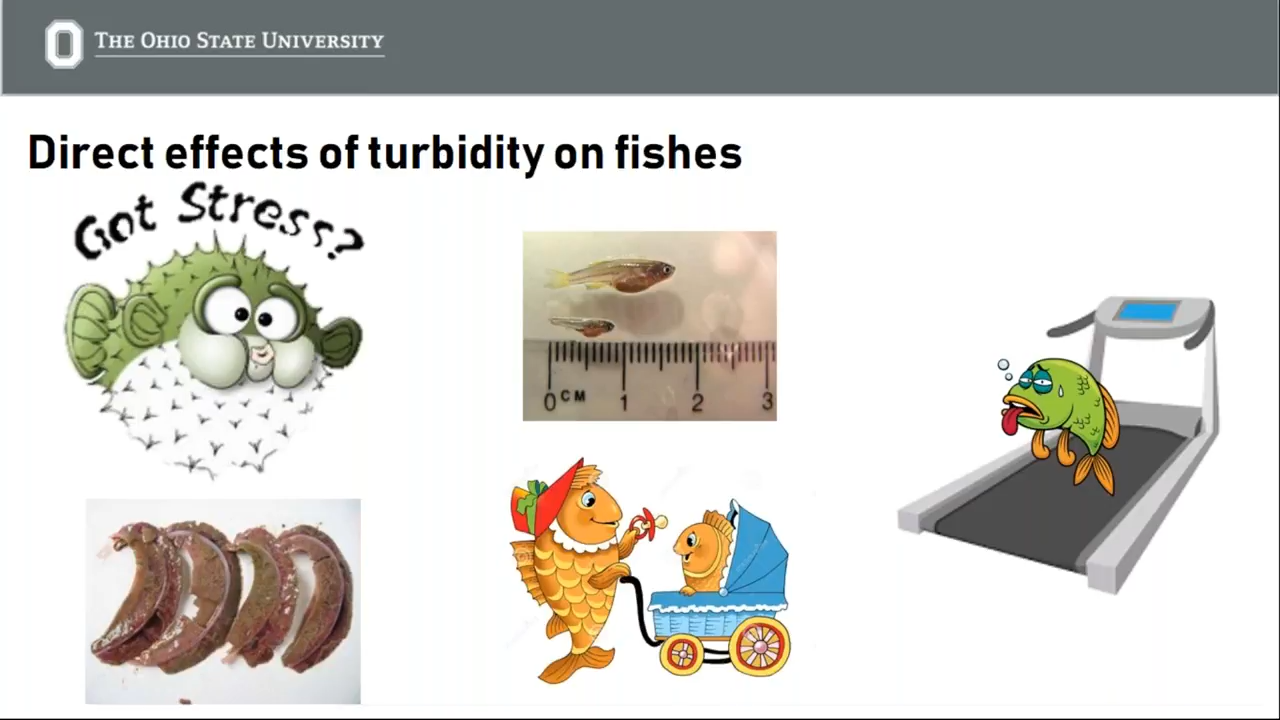 THE OHIO STATE UNIVERSITY
Direct effects of turbidity on fishes
Got Stress?
0 CM 1 2 3